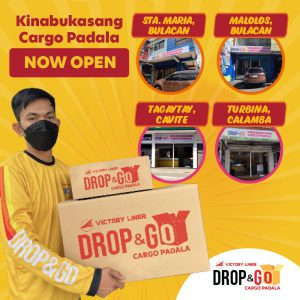 Kinabukasang
Cargo Padala
NOW OPEN
STA. MARIA,
BULACAN
MALOLOS,
BULACAN
TAGAYTAY,
CAVITE
TURBINA,
CALAMBA
DROP&GO
VICTORY LINER
DROP&GO
CARGO PADALA
VICTORY LINER
DROP&GO
CARGO PADALA
VICTORY LINER
DROP&GO
CARGO PADALA